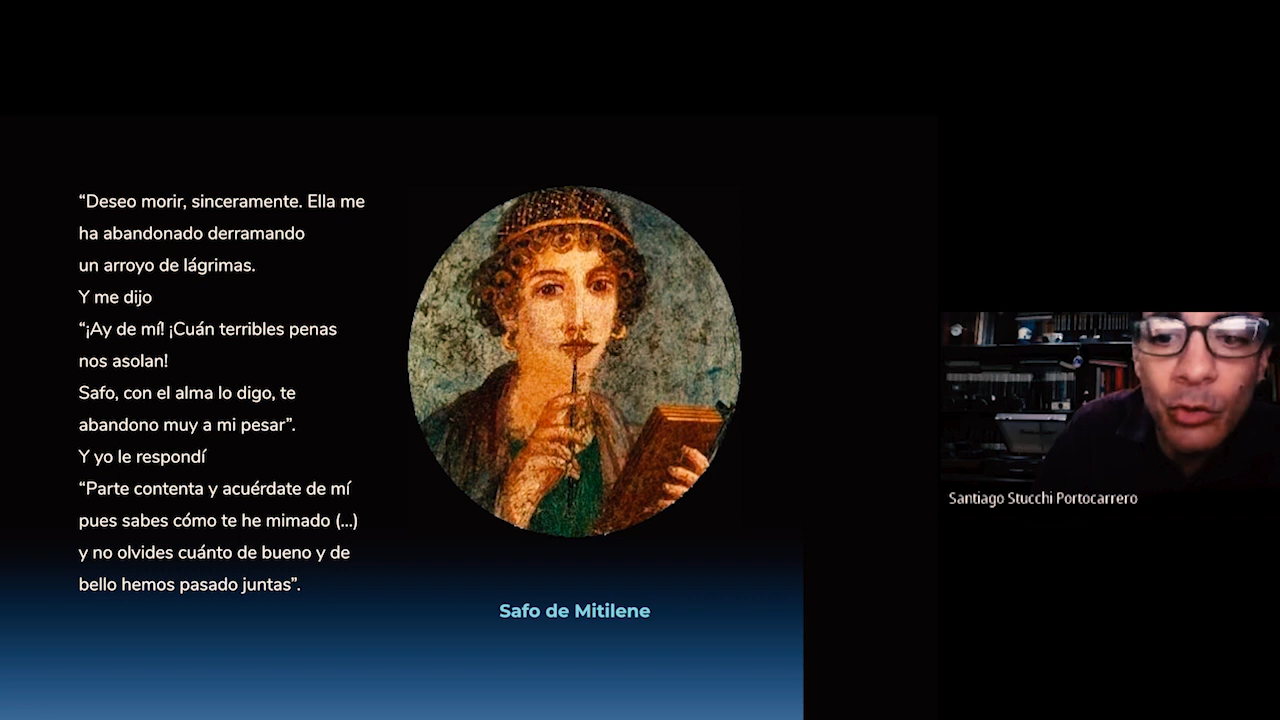 “Deseo morir, sinceramente. Ella me
ha abandonado derramando
un arroyo de lágrimas.
Y me dijo
“¡Ay de mí! ¡Cuán terribles penas
nos asolan!
Safo, con el alma lo digo, te
abandono muy a mi pesar”.
Y yo le respondí
“Parte contenta y acuérdate de mí
pues sabes cómo te he mimado (...)
y no olvides cuánto de bueno y de
bello hemos pasado juntas”.
Safo de Mitilene
Santiago Stucchi Portocarrero